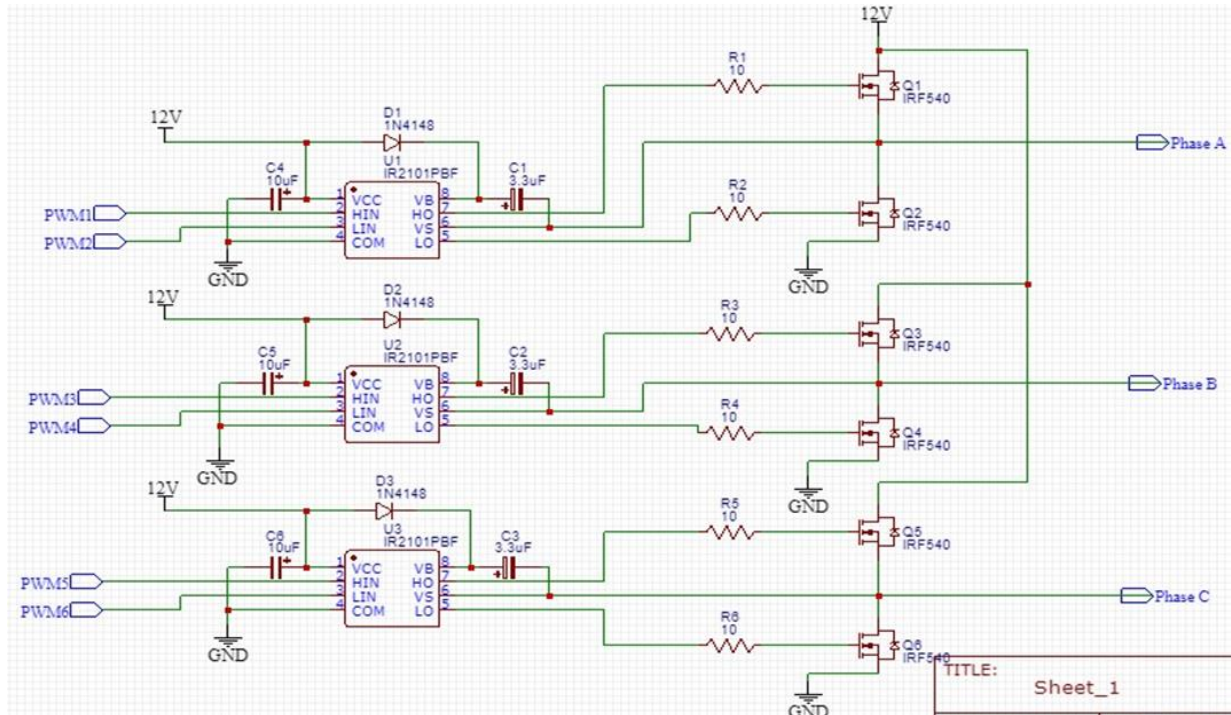 12V
R1
10
Q1
IRF540
12V
D1
1N4148
Phase A
U1
IR2101PBF
C4
10uF
C1
3.3uF
1 VCC VB 8
2 HIN HO 7
3 LIN VS 6
4 COM LO 5
PWM1
PWM2
R2
10
Q2
IRF540
GND
GND
12V
D2
1N4148
R3
10
Q3
IRF540
U2
IR2101PBF
C5
10uF
C2
3.3uF
1 VCC VB 8
2 HIN HO 7
3 LIN VS 6
4 COM LO 5
Phase B
PWM3
PWM4
R4
10
Q4
IRF540
GND
GND
12V
D3
1N4148
R5
10
Q5
IRF540
U3
IR2101PBF
C6
10uF
C3
3.3uF
1 VCC VB 8
2 HIN HO 7
3 LIN VS 6
4 COM LO 5
PWM5
PWM6
Phase C
R6
10
Q6
IRF540
GND
GND
TITLE:
Sheet_1